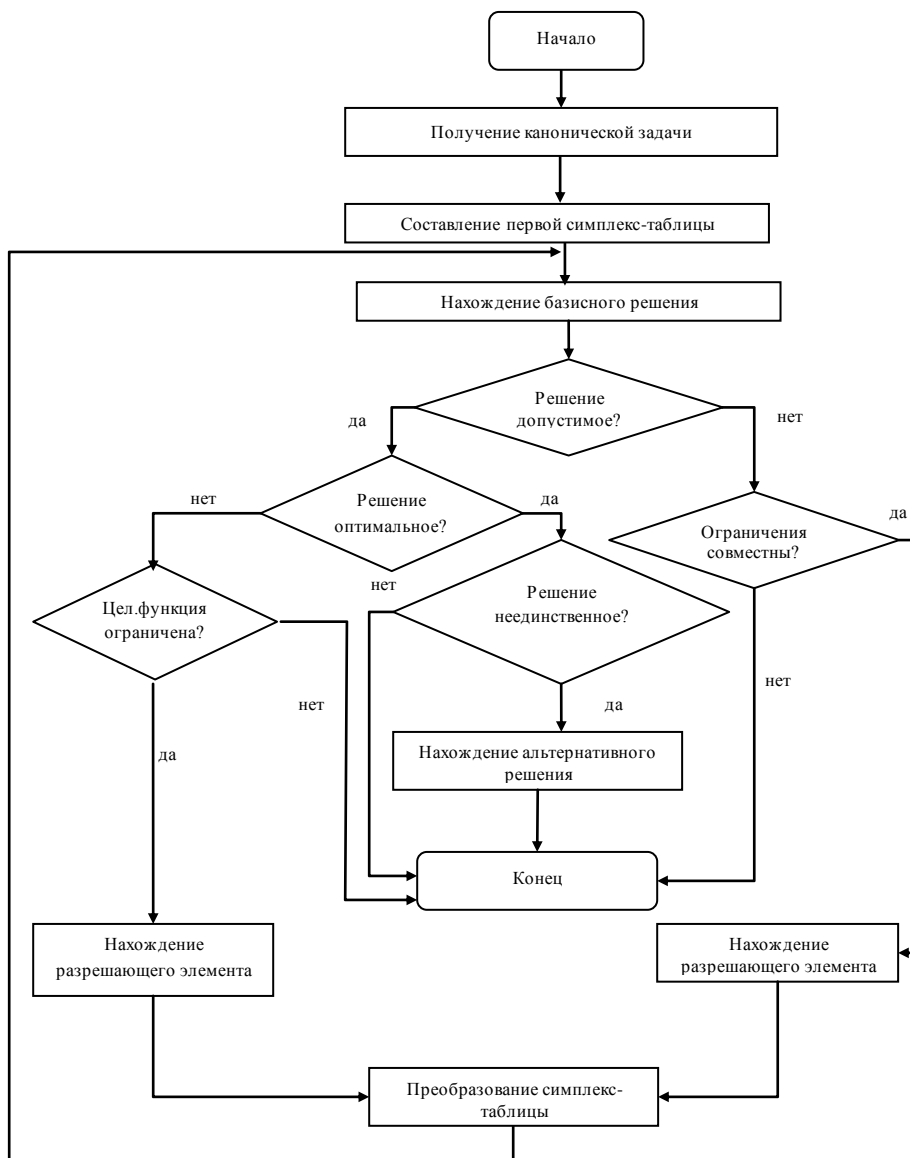 Начало
Получение канонической задачи
Составление первой симплекс-таблицы
Нахождение базисного решения
Решение
допустимое?
да
нет
Решение
оптимальное?
нет
да
Ограничения
совместны?
да
нет
Решение
неединственное?
Цел.функция
ограничена?
нет
нет
да
да
Нахождение альтернативного
решения
Конец
Нахождение
разрешающего элемента
Нахождение
разрешающего элемента
Преобразование симплекс-
таблицы